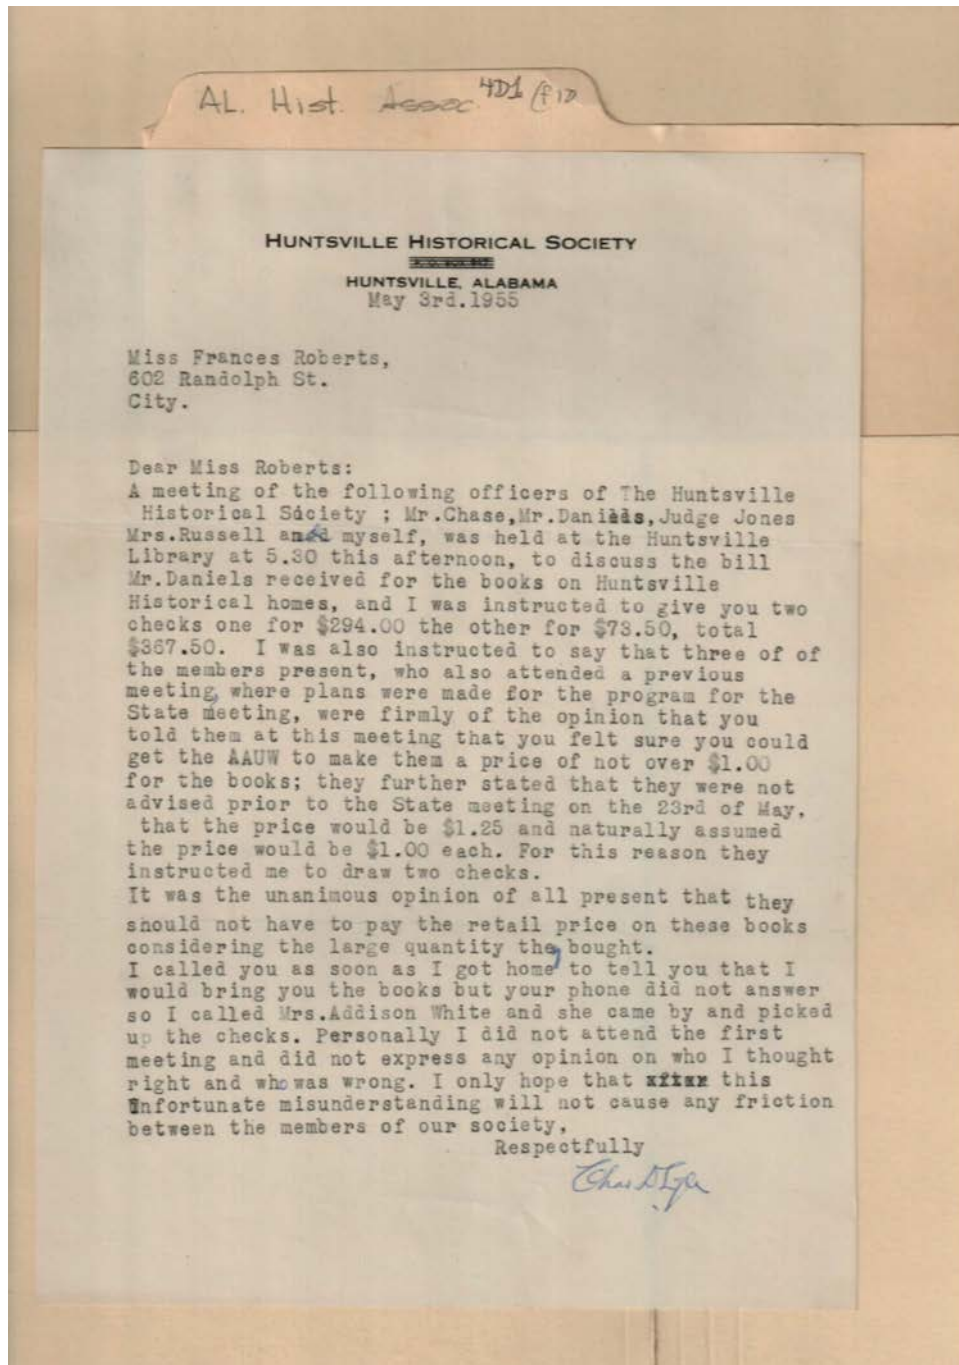 AL. Hist. Assoc. 4D1
HUNTSVILLE HISTORICAL SOCIETY
HUNTSVILLE, ALABAMA
May 3rd.1955
Miss Frances Roberts,
602 Randolph St.
City.
Dear Miss Roberts:
A meeting of the following officers of The Huntsville
Historical Society ; Mr.Chase,Mr.Daniels,Judge Jones
Mrs.Russell and myself, was held at the Huntsville
Library at 5.30 this afternoon, to discuss the bill
Mr.Daniels received for the books on Huntsville
Historical homes, and I was instructed to give you two
checks one for $294.00 the other for $73.50, total
$367.50. I was also instructed to say that three of of
the members present, who also attended a previous
meeting, where plans were made for the program for the
State meeting, were firmly of the opinion that you
told them at this meeting that you felt sure you could
get the AAUW to make them a price of not over $1.00
for the books; they further stated that they were not
advised prior to the State meeting on the 23rd of May,
that the price would be $1.25 and naturally assumed
the price would be $1.00 each. For this reason they
instructed me to draw two checks.
It was the unanimous opinion of all present that they
should not have to pay the retail price on these books
considering the large quantity they bought.
I called you as soon as I got home to tell you that I
would bring you the books but your phone did not answer
so I called Mrs.Addison White and she came by and picked
up the checks. Personally I did not attend the first
meeting and did not express any opinion on who I thought
right and who was wrong. I only hope that this
Unfortunate misunderstanding will not cause any friction
between the members of our society,
Respectfully